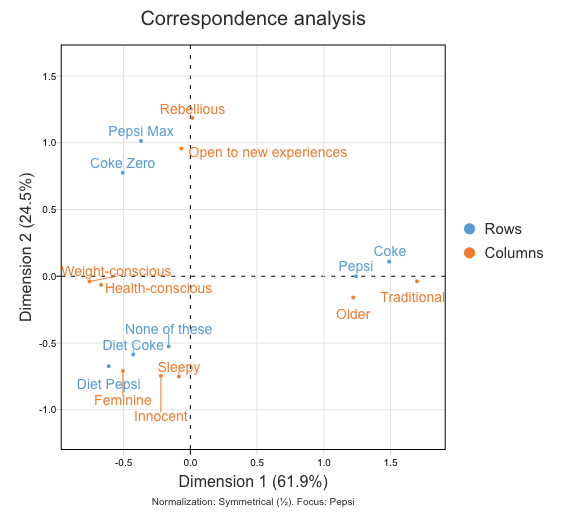 Correspondence analysis
1.5
Rebellious
Pepsi Max
1.0
Open to new experiences
Coke Zero
Dimension 2 (24.5%)
0.5
Rows
Coke
Columns
Pepsi
Weight-conscious
0.0
Health-conscious
Traditional
Older
None of these
-0.5
Diet Coke
Sleepy
Diet Pepsi
Feminine
-1.0
Innocent
-0.5 0.0 0.5 1.0 1.5
Dimension 1 (61.9%)
Normalization: Symmetrical (½). Focus: Pepsi